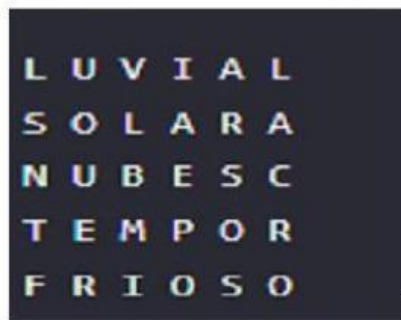 L U V I A L
S O L A R A
N U B E S C
T E M P O R
F R I O S O